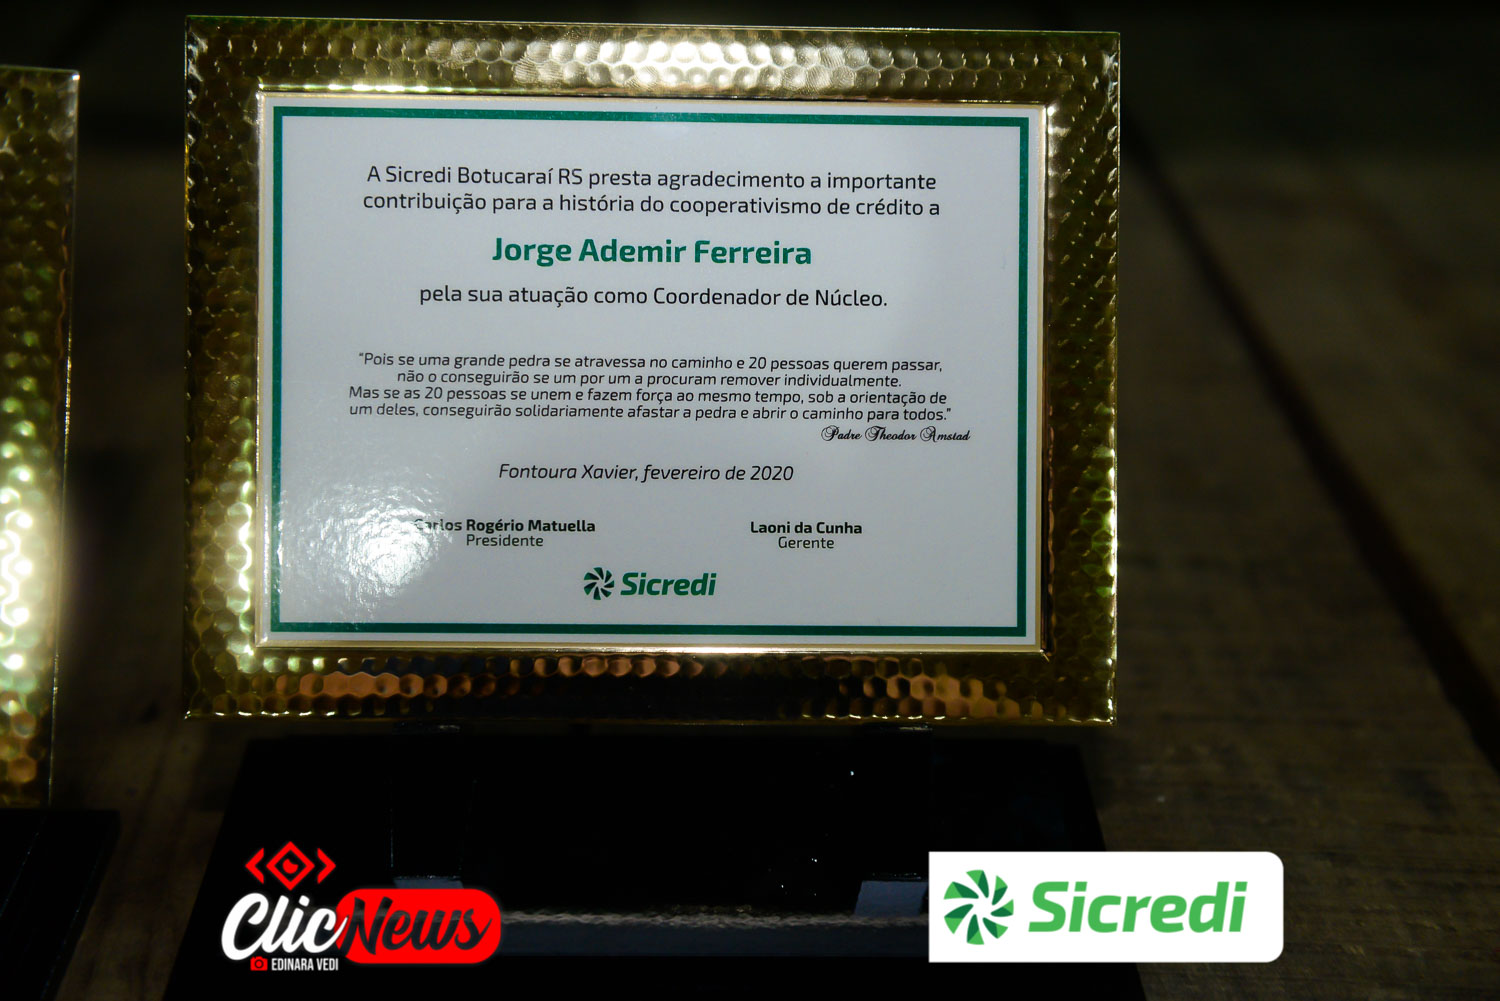 A Sicredi Botucaraí RS presta agradecimento a importante
contribuição para a história do cooperativismo de crédito a
Jorge Ademir Ferreira
pela sua atuação como Coordenador de Núcleo.
“Pois se uma grande pedra se atravessa no caminho e 20 pessoas querem passar,
não o conseguirão se um por um a procuram remover individualmente.
Mas se as 20 pessoas se unem e fazem força ao mesmo tempo, sob a orientação de
um deles, conseguirão solidariamente afastar a pedra e abrir o caminho para todos.”
Padre Theodor Amstad
Fontoura Xavier, fevereiro de 2020
Carlos Rogério Matuella
Presidente
Laoni da Cunha
Gerente
Sicredi
ClicNews
EDINARA VEDI
Sicredi